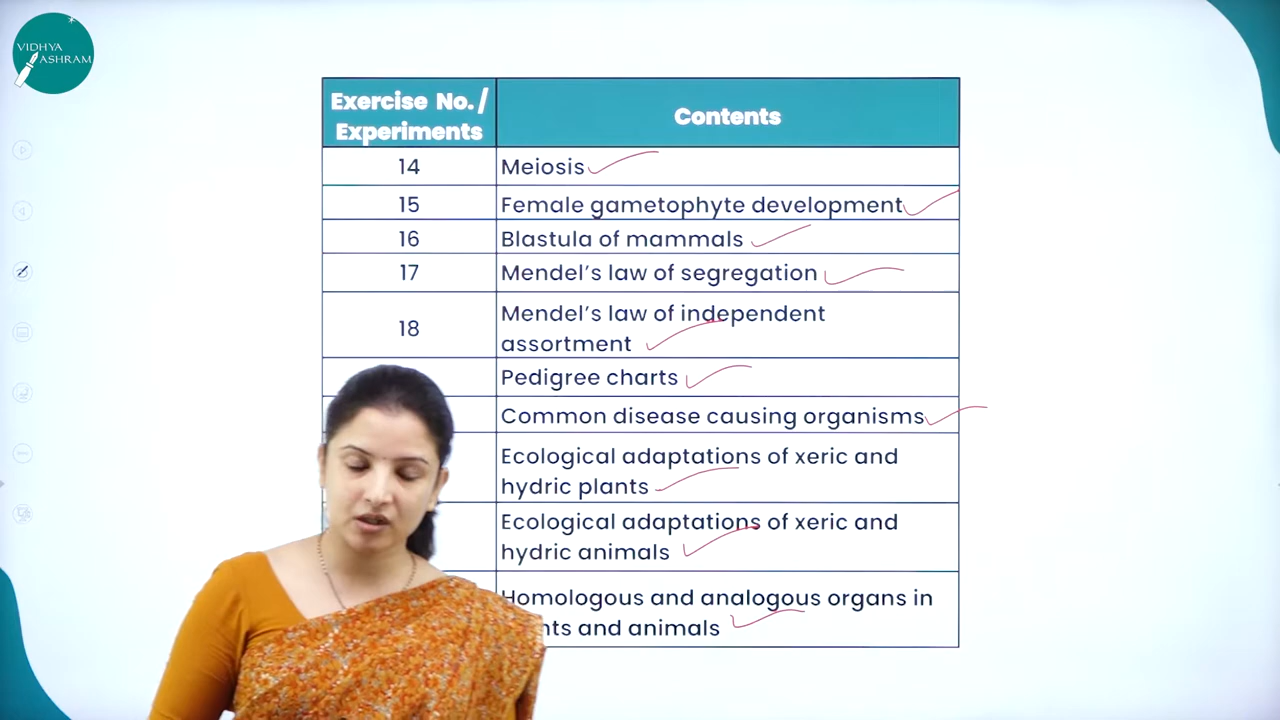 VIDHYA
ASHRAM
Exercise No./
Experiments
Contents
14
Meiosis
15
Female gametophyte development
16
Blastula of mammals
17
Mendel’s law of segregation
18
Mendel’s law of independent
assortment
Pedigree charts
Common disease causing organisms
Ecological adaptations of xeric and
hydric plants
Ecological adaptations of xeric and
hydric animals
Homologous and analogous organs in
and animals